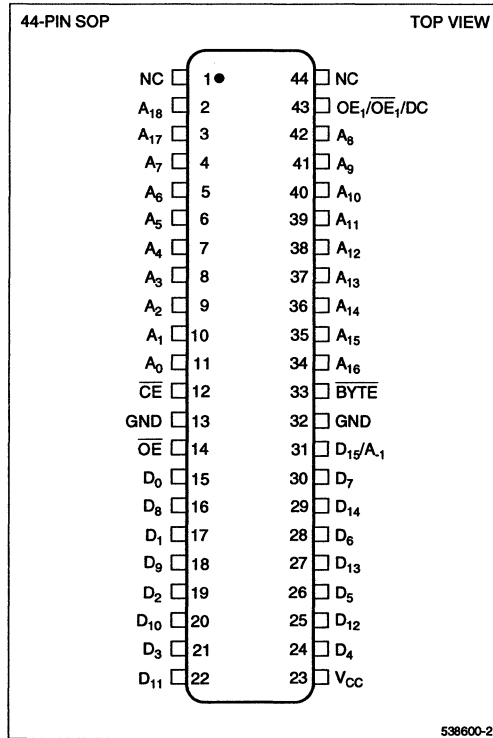 44-PIN SOP TOP VIEW
NC 1 44 NC
A18 2 43 OE1/O̅E̅1/DC
A17 3 42 A8
A7 4 41 A9
A6 5 40 A10
A5 6 39 A11
A4 7 38 A12
A3 8 37 A13
A2 9 36 A14
A1 10 35 A15
A0 11 34 A16
C̅E̅ 12 33 B̅Y̅T̅E̅
GND 13 32 GND
O̅E̅ 14 31 D15/A-1
D0 15 30 D7
D8 16 29 D14
D1 17 28 D6
D9 18 27 D13
D2 19 26 D5
D10 20 25 D12
D3 21 24 D4
D11 22 23 VCC
538600-2